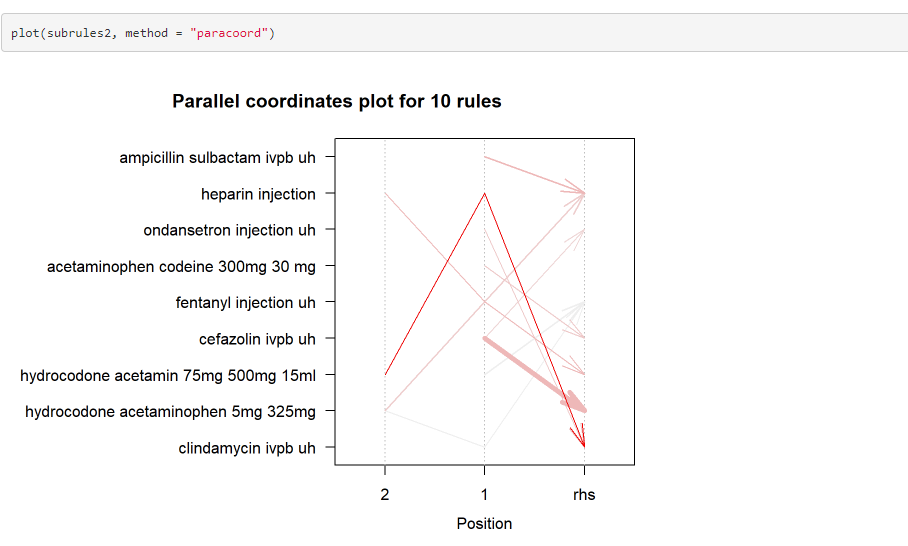 plot(subrules2, method = "paracoord")
Parallel coordinates plot for 10 rules
ampicillin sulbactam ivpb uh
heparin injection
ondansetron injection uh
acetaminophen codeine 300mg 30 mg
fentanyl injection uh
cefazolin ivpb uh
hydrocodone acetamin 75mg 500mg 15ml
hydrocodone acetaminophen 5mg 325mg
clindamycin ivpb uh
2 1 rhs
Position